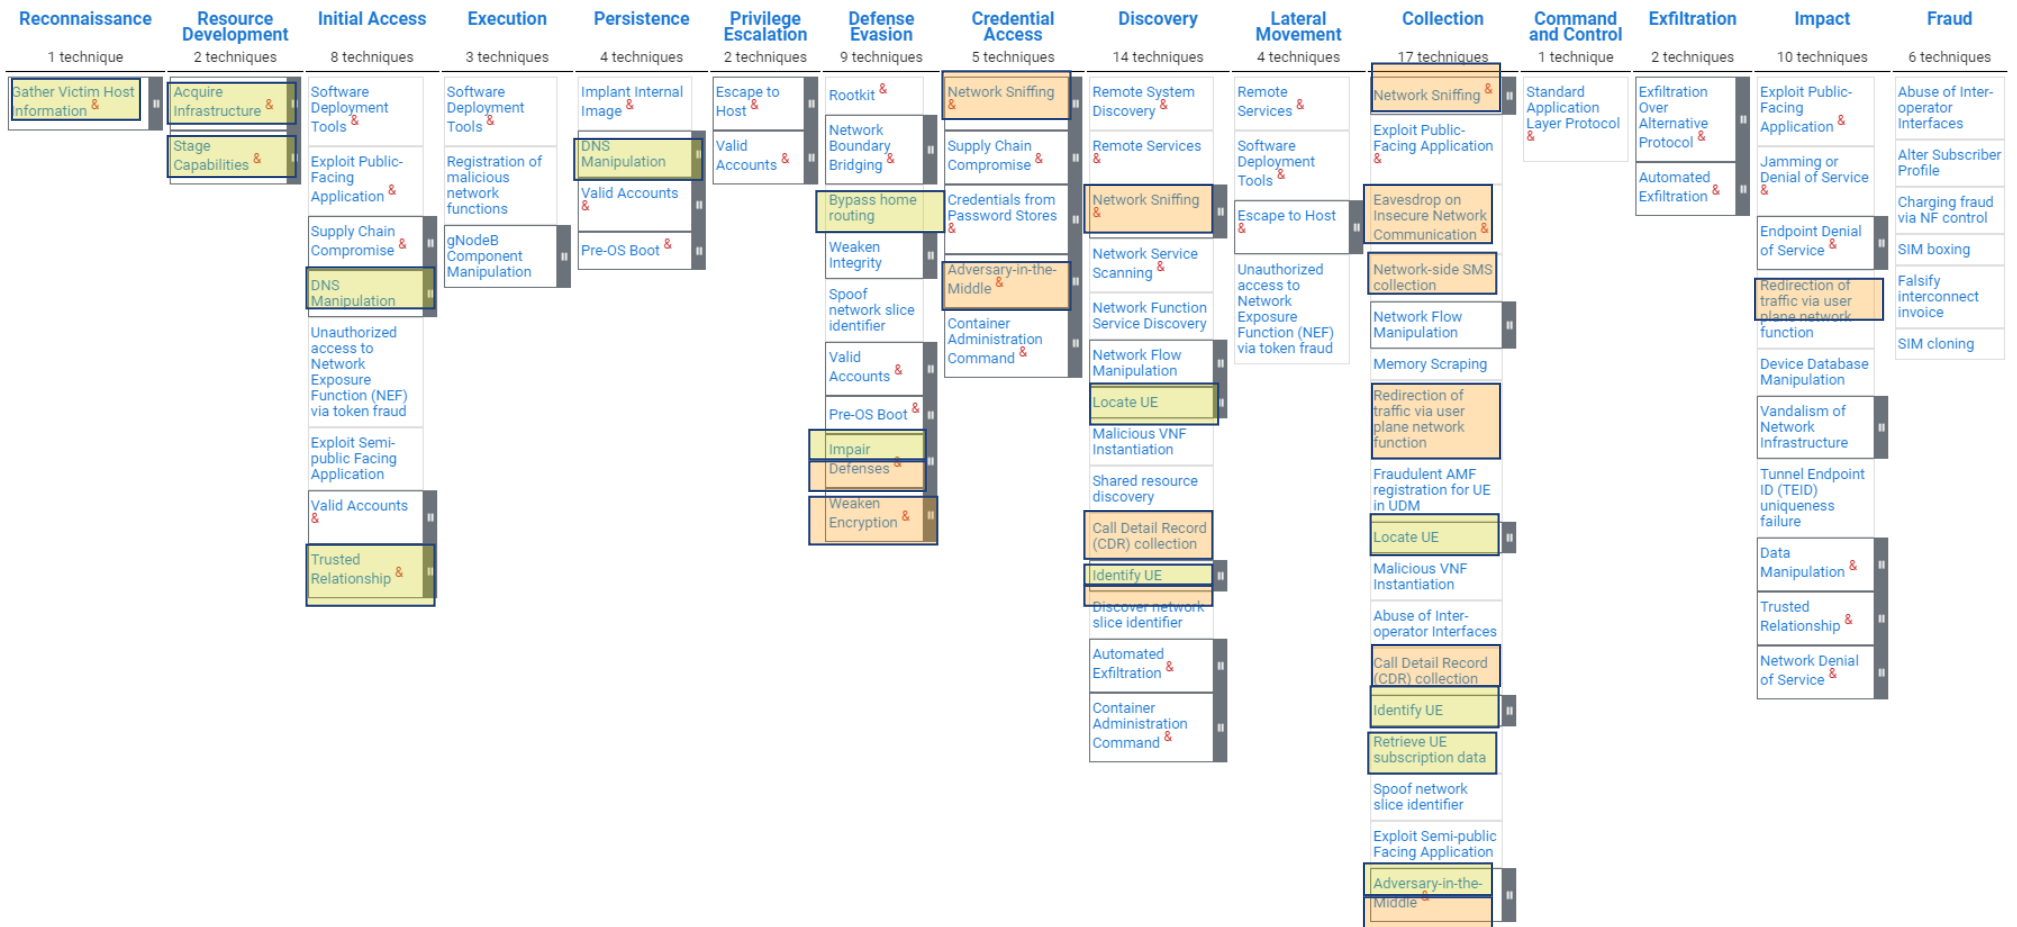 Reconnaissance
1 technique
Gather Victim Host
Information &
Resource
Development
2 techniques
Acquire
Infrastructure &
Stage
Capabilities &
Initial Access
8 techniques
Software
Deployment
Tools &
Exploit Public-
Facing
Application &
Supply Chain
Compromise &
DNS
Manipulation
Unauthorized
access to
Network
Exposure
Function (NEF)
via token fraud
Exploit Semi-
public Facing
Application
Valid Accounts
&
Trusted
Relationship &
Execution
3 techniques
Software
Deployment
Tools &
Registration of
malicious
network
functions
gNodeB
Component
Manipulation
Persistence
4 techniques
Implant Internal
Image &
DNS
Manipulation
Valid Accounts
&
Pre-OS Boot &
Privilege
Escalation
2 techniques
Escape to
Host &
Valid
Accounts &
Defense
Evasion
9 techniques
Rootkit &
Network
Boundary
Bridging &
Bypass home
routing
Weaken
Integrity
Spoof
network slice
identifier
Valid
Accounts &
Pre-OS Boot &
Impair
Defenses &
Weaken
Encryption &
Credential
Access
5 techniques
Network Sniffing
&
Supply Chain
Compromise &
Credentials from
Password Stores
&
Adversary-in-the-
Middle &
Container
Administration
Command &
Discovery
14 techniques
Remote System
Discovery &
Remote Services
&
Network Sniffing
&
Network Service
Scanning &
Network Function
Service Discovery
Network Flow
Manipulation
Locate UE
Malicious VNF
Instantiation
Shared resource
discovery
Call Detail Record
(CDR) collection
Identify UE
Discover network
slice identifier
Automated
Exfiltration &
Container
Administration
Command &
Lateral
Movement
4 techniques
Remote
Services &
Software
Deployment
Tools &
Escape to Host
&
Unauthorized
access to
Network
Exposure
Function (NEF)
via token fraud
Collection
17 techniques
Network Sniffing &
Exploit Public-
Facing Application
&
Eavesdrop on
Insecure Network
Communication &
Network-side SMS
collection
Network Flow
Manipulation
Memory Scraping
Redirection of
traffic via user
plane network
function
Fraudulent AMF
registration for UE
in UDM
Locate UE
Malicious VNF
Instantiation
Abuse of Inter-
operator Interfaces
Call Detail Record
(CDR) collection
Identify UE
Retrieve UE
subscription data
Spoof network
slice identifier
Exploit Semi-public
Facing Application
Adversary-in-the-
Middle &
Command
and Control
1 technique
Standard
Application
Layer Protocol
&
Exfiltration
2 techniques
Exfiltration
Over
Alternative
Protocol &
Automated
Exfiltration &
Impact
10 techniques
Exploit Public-
Facing
Application &
Jamming or
Denial of Service
&
Endpoint Denial
of Service &
Redirection of
traffic via user
plane network
function
Device Database
Manipulation
Vandalism of
Network
Infrastructure
Tunnel Endpoint
ID (TEID)
uniqueness
failure
Data
Manipulation &
Trusted
Relationship &
Network Denial
of Service &
Fraud
6 techniques
Abuse of Inter-
operator
Interfaces
Alter Subscriber
Profile
Charging fraud
via NF control
SIM boxing
Falsify
interconnect
invoice
SIM cloning